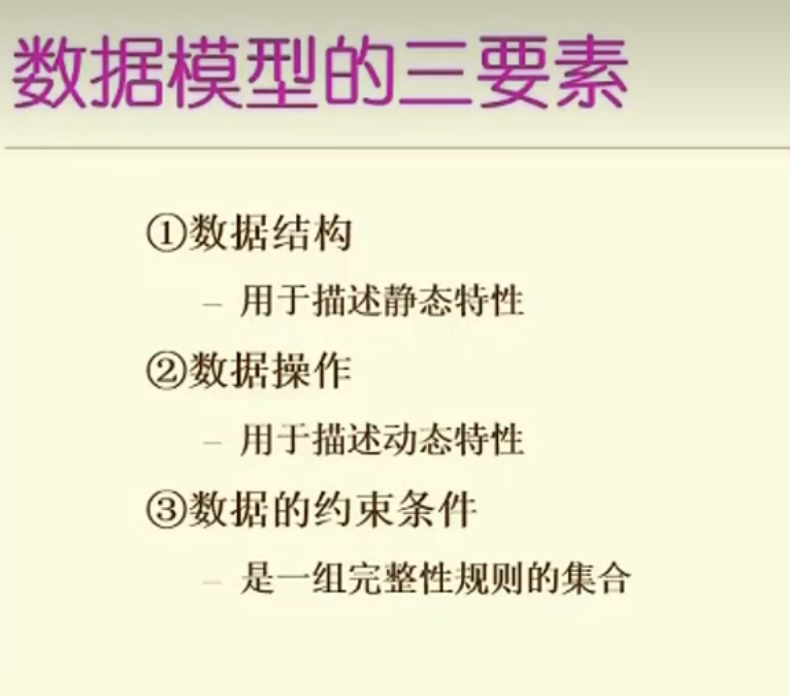 数据模型的三要素
①数据结构
– 用于描述静态特性
②数据操作
– 用于描述动态特性
③数据的约束条件
– 是一组完整性规则的集合